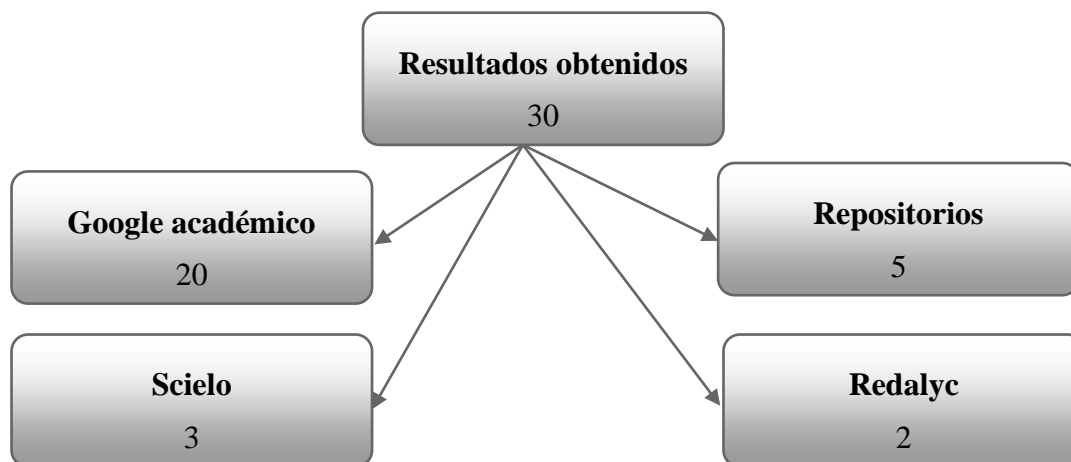 Resultados obtenidos
30
Google académico
20
Repositorios
5
Scielo
3
Redalyc
2